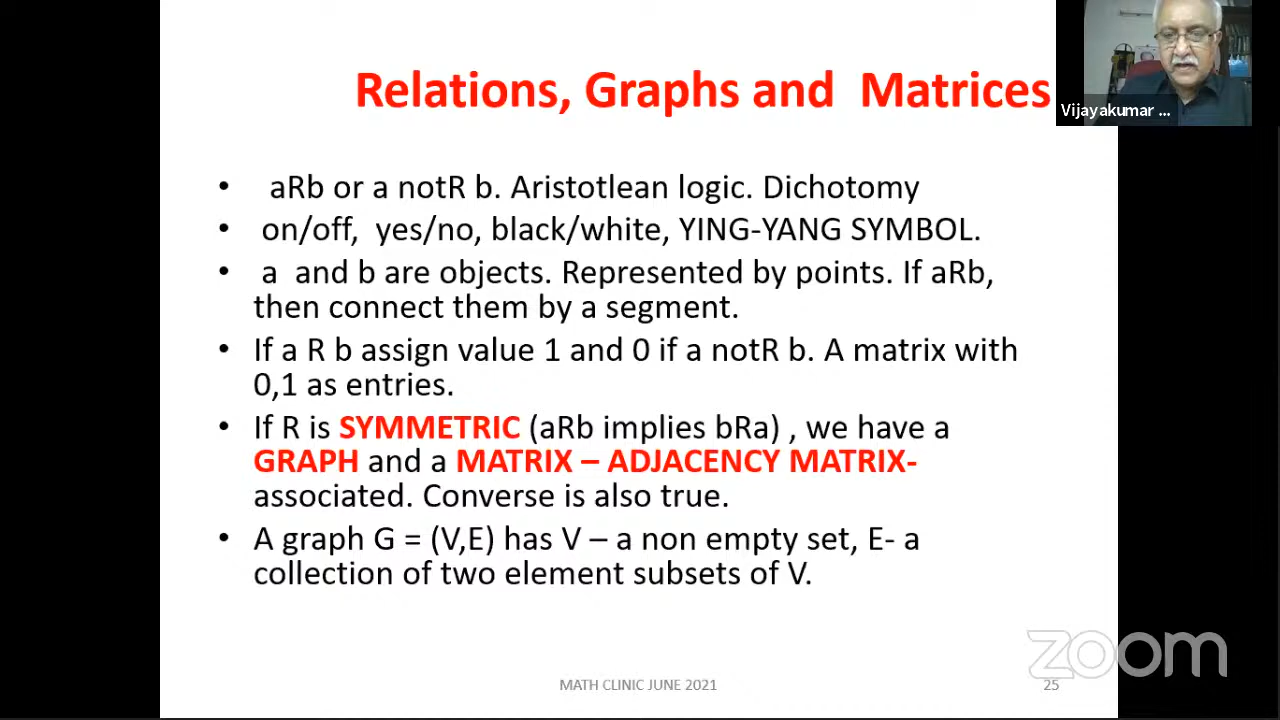 Relations, Graphs and Matrices
Vijayakumar ...
• aRb or a notR b. Aristotlean logic. Dichotomy
• on/off, yes/no, black/white, YING-YANG SYMBOL.
• a and b are objects. Represented by points. If aRb,
then connect them by a segment.
• If a R b assign value 1 and 0 if a notR b. A matrix with
0,1 as entries.
• If R is SYMMETRIC (aRb implies bRa) , we have a
GRAPH and a MATRIX – ADJACENCY MATRIX-
associated. Converse is also true.
• A graph G = (V,E) has V – a non empty set, E- a
collection of two element subsets of V.
zoom
MATH CLINIC JUNE 2021
25